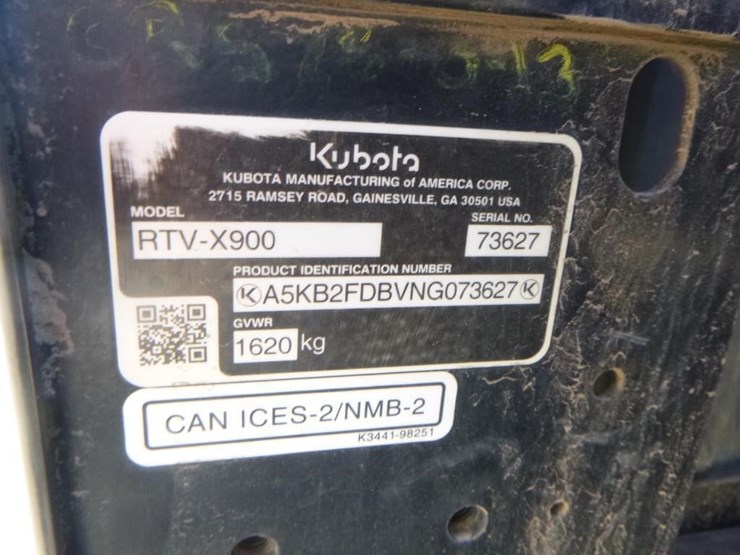 Kubota
KUBOTA MANUFACTURING of AMERICA CORP.
2715 RAMSEY ROAD, GAINESVILLE, GA 30501 USA
MODEL
SERIAL NO.
RTV-X900
73627
PRODUCT IDENTIFICATION NUMBER
A5KB2FDBVNG073627
GVWR
1620 kg
CAN ICES-2/NMB-2
K3441-98251